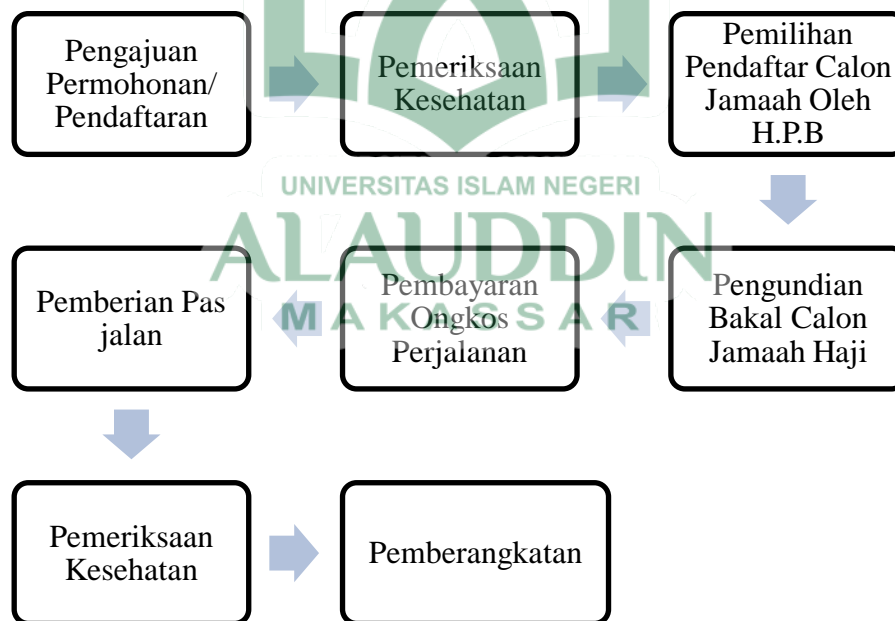 Pengajuan
Permohonan/
Pendaftaran
Pemeriksaan
Kesehatan
Pemilihan
Pendaftar Calon
Jamaah Oleh
H.P.B
UNIVERSITAS ISLAM NEGERI
ALAUDDIN
MAKASSAR
Pengundian
Bakal Calon
Jamaah Haji
Pembayaran
Ongkos
Perjalanan
Pemberian Pas
jalan
Pemeriksaan
Kesehatan
Pemberangkatan